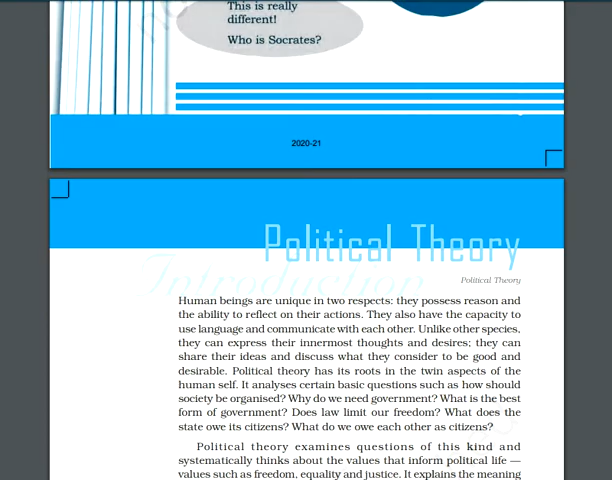 This is really
different!
Who is Socrates?
2020-21
Political Theory
Introduction
Political Theory
Human beings are unique in two respects: they possess reason and
the ability to reflect on their actions. They also have the capacity to
use language and communicate with each other. Unlike other species,
they can express their innermost thoughts and desires; they can
share their ideas and discuss what they consider to be good and
desirable. Political theory has its roots in the twin aspects of the
human self. It analyses certain basic questions such as how should
society be organised? Why do we need government? What is the best
form of government? Does law limit our freedom? What does the
state owe its citizens? What do we owe each other as citizens?
Political theory examines questions of this kind and
systematically thinks about the values that inform political life —
values such as freedom, equality and justice. It explains the meaning